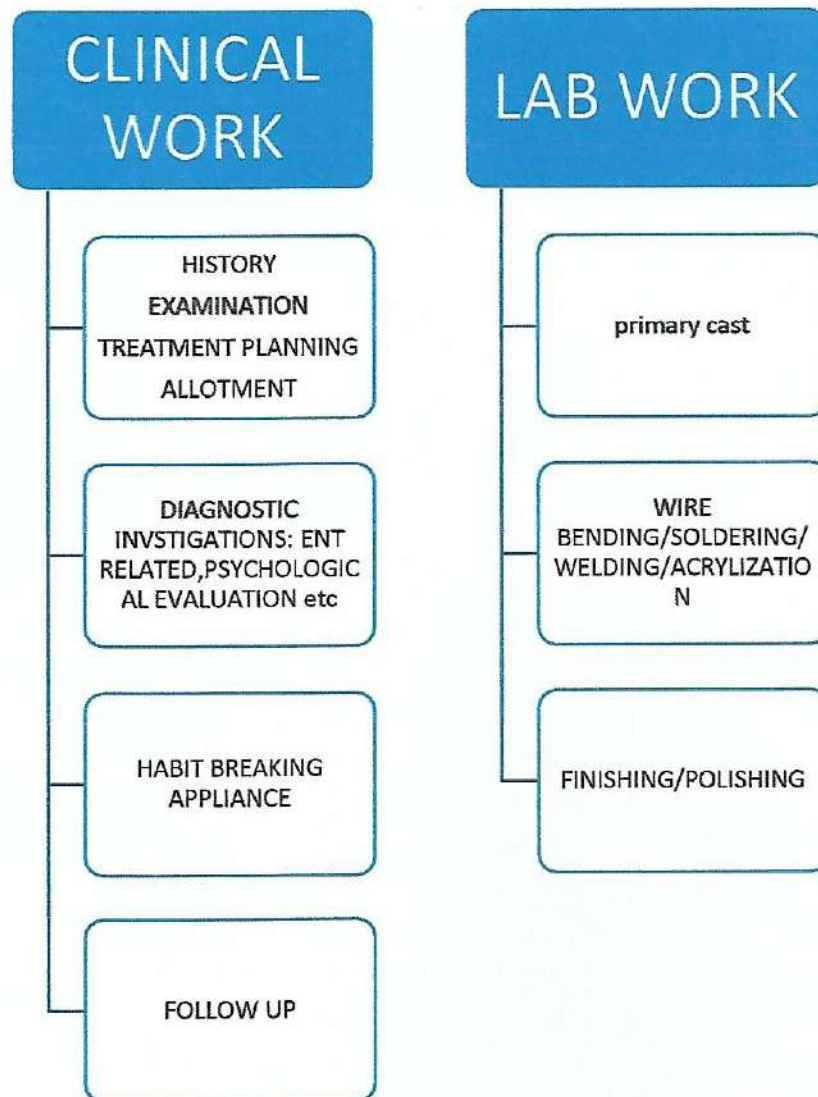 CLINICAL
WORK
HISTORY
EXAMINATION
TREATMENT PLANNING
ALLOTMENT
DIAGNOSTIC
INVSTIGATIONS: ENT
RELATED,PSYCHOLOGIC
AL EVALUATION etc
HABIT BREAKING
APPLIANCE
FOLLOW UP
LAB WORK
primary cast
WIRE
BENDING/SOLDERING/
WELDING/ACRYLIZATIO
N
FINISHING/POLISHING